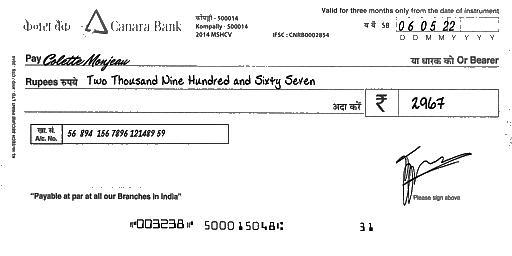 केनरा बैंक Canara Bank
कोंपल्ली - 500014
Kompally - 500014
2014 MSHCV
IFSC : CNRB0002854
Valid for three months only from the date of instrument
SB 06 05 22
D D M M Y Y Y Y
Pay Colette Monjeau या धारक को Or Bearer
Rupees रुपये Two Thousand Nine Hundred and Sixty Seven
अदा करें ₹ 2967
खा. सं.
A/c. No. 56 894 156 7896 121489 59
Please sign above
"Payable at par at all our Branches in India"
⑈003238⑈ 500015048⑆ 31